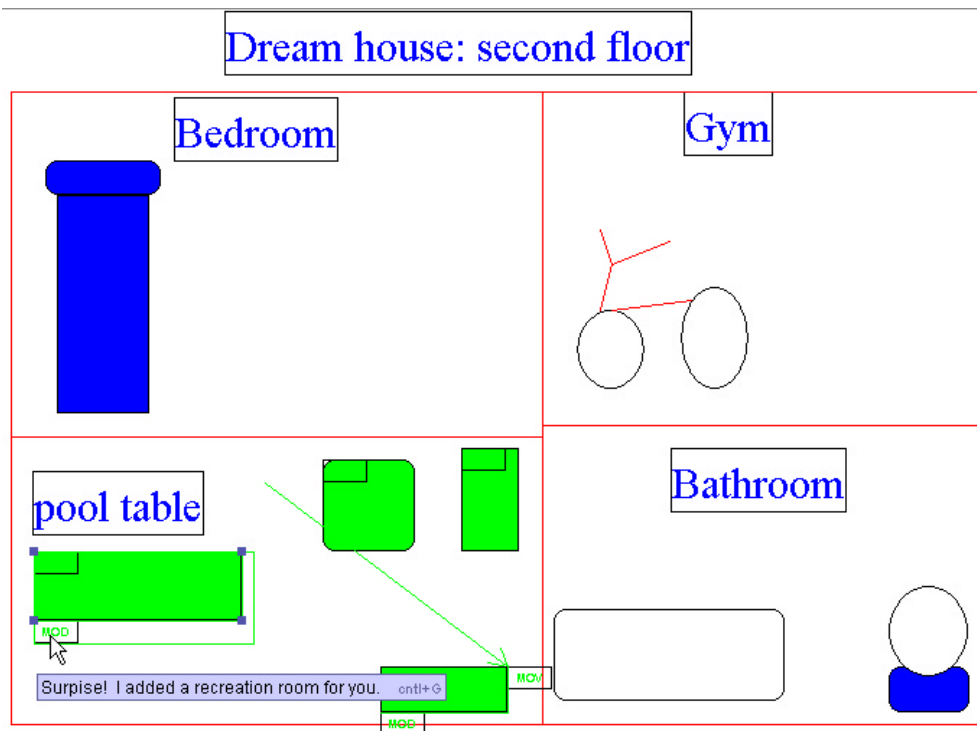 Dream house: second floor
Bedroom
Gym
pool table
Bathroom
MOD
Surpise!  I added a recreation room for you. cntl+G
MOV
MOD